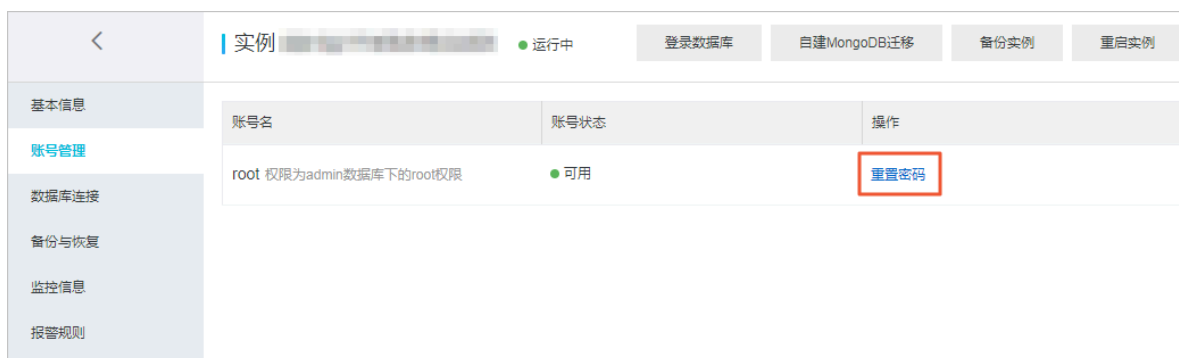 实例 运行中 登录数据库 自建MongoDB迁移 备份实例 重启实例
基本信息
账号管理
数据库连接
备份与恢复
监控信息
报警规则
账号名 账号状态 操作
root 权限为admin数据库下的root权限 可用 重置密码